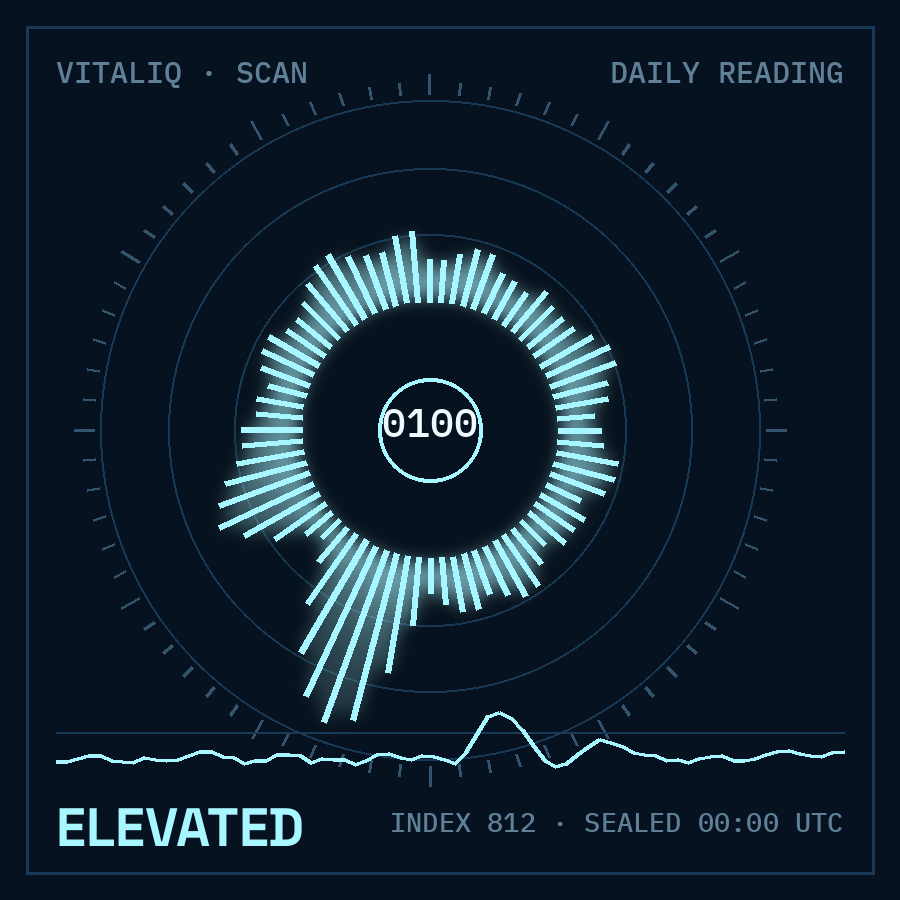 VITALIQ · SCAN
DAILY READING
0100
ELEVATED
INDEX 812 · SEALED 00:00 UTC